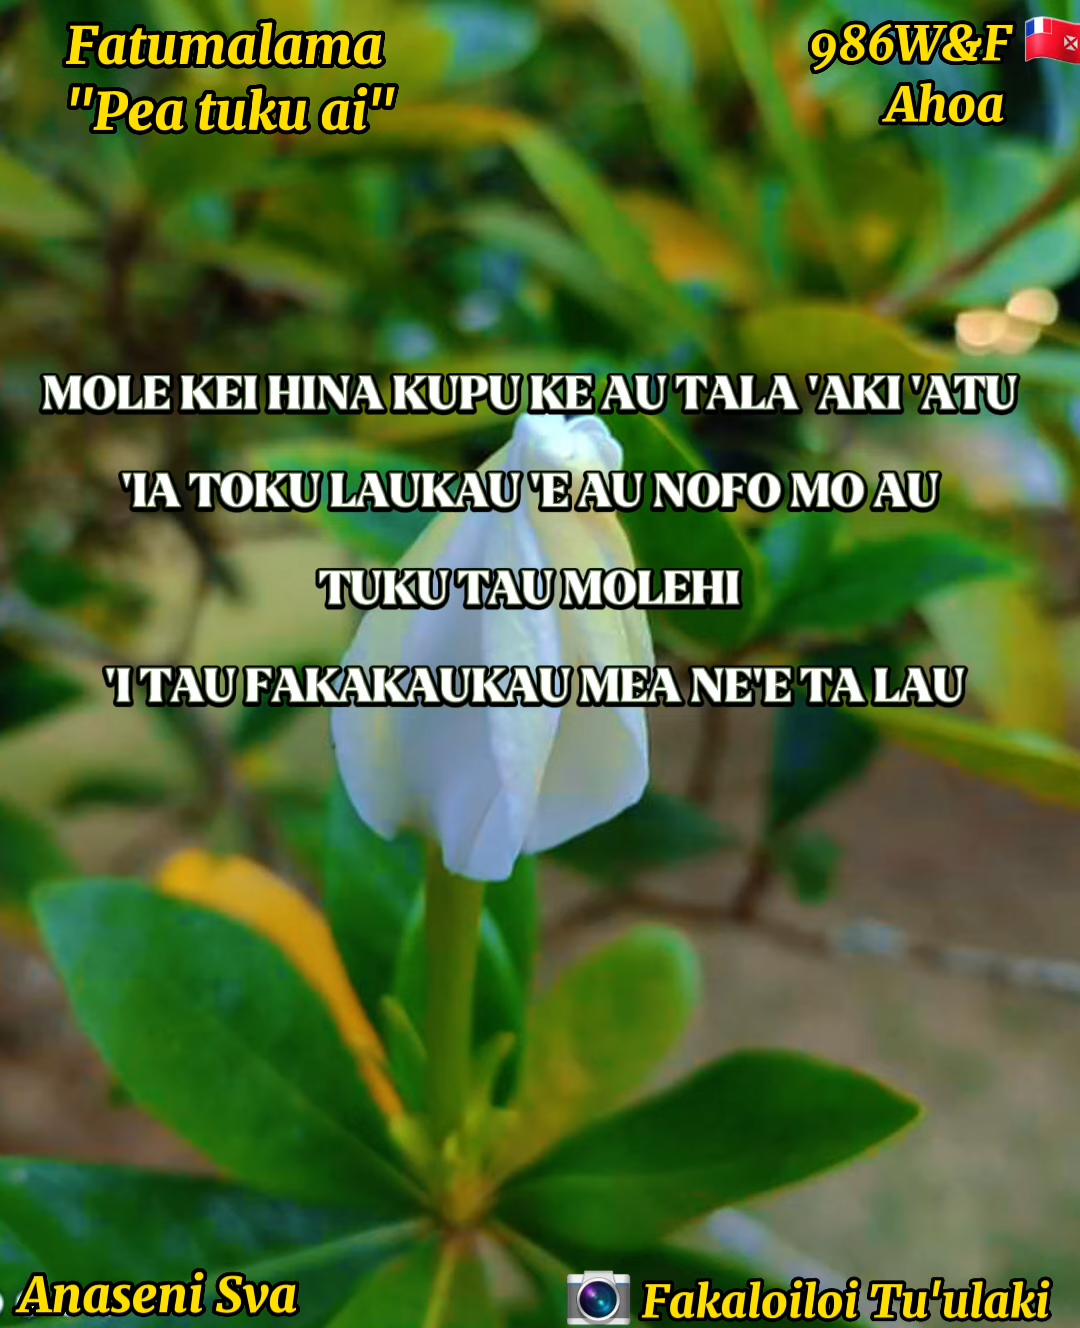 Fatumalama
"Pea tuku ai"
986W&F
Ahoa
MOLE KEI HINA KUPU KE AU TALA 'AKI 'ATU
'IA TOKU LAUKAU 'E AU NOFO MO AU
TUKU TAU MOLEHI
'I TAU FAKAKAUKAU MEA NE'E TA LAU
Anaseni Sva
Fakaloiloi Tu'ulaki